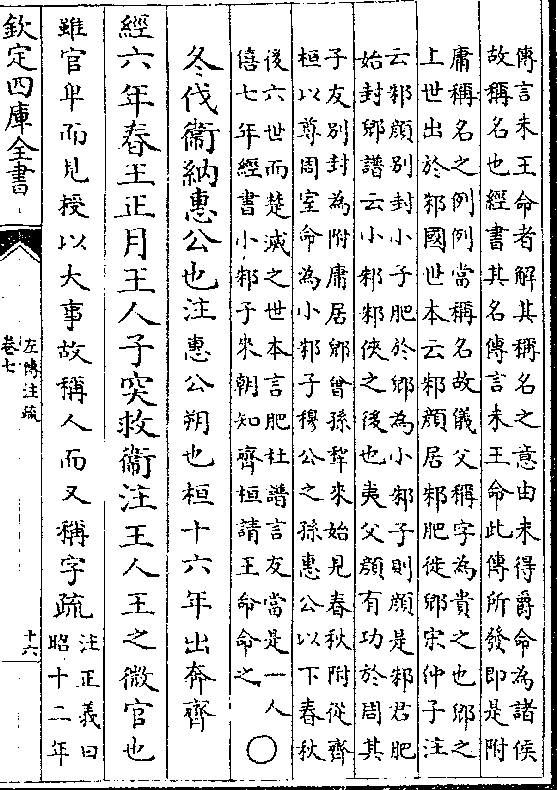 傳言未王命者解其稱名之意由未得爵命為諸侯
故稱名也經書其名傳言未王命此傳所發即是附
庸稱名之例例當稱名故儀父稱字為貴之也郳之
上世出於邾國世本云邾顔居邾肥徙郳宋仲子注
云邾顔別封小子肥於郳為小邾子則顔是邾君肥
始封郳譜云小邾邾俠之後也夷父顔有功於周其
子友別封為附庸居郳曾孫犂來始見春秋附從齊
桓以尊周室命為小邾子穆公之孫惠公以下春秋
後六世而楚滅之世本言肥杜譜言友當是一人
僖七年經書小邾子來朝知齊桓請王命命之〇
冬伐衞納惠公也注惠公朔也桓十六年出奔齊
經六年春王正月王人子突救衞注王人王之微官也
雖官卑而見授以大事故稱人而又稱字疏注正義曰
昭十二年
欽定四庫全書
左傳注疏
卷七
十六